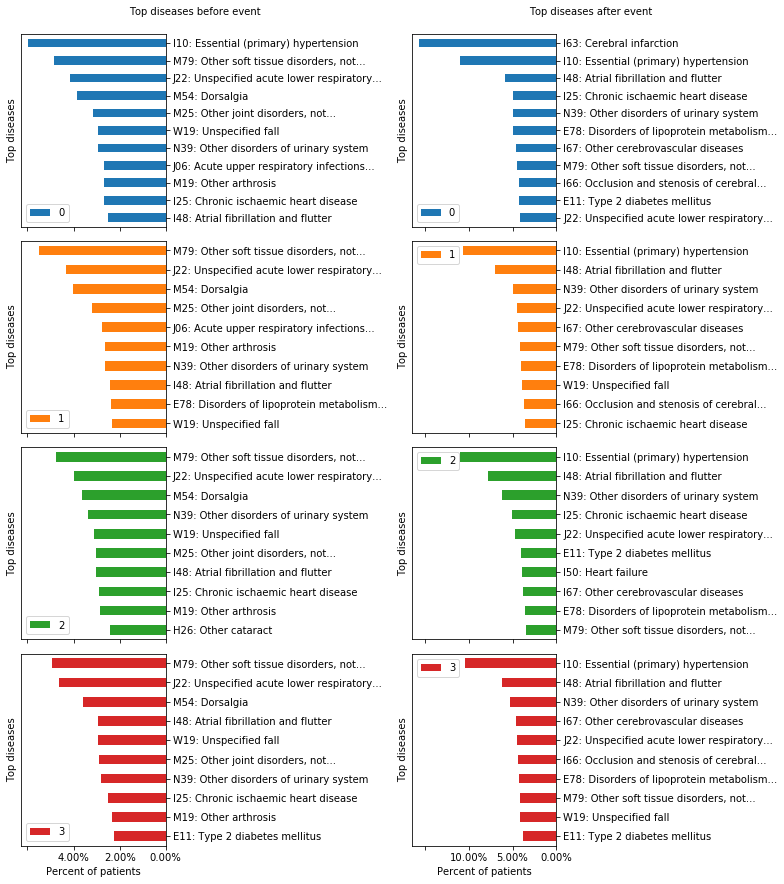 Top diseases before event
Top diseases
I10: Essential (primary) hypertension
M79: Other soft tissue disorders, not...
J22: Unspecified acute lower respiratory...
M54: Dorsalgia
M25: Other joint disorders, not...
W19: Unspecified fall
N39: Other disorders of urinary system
J06: Acute upper respiratory infections...
M19: Other arthrosis
I25: Chronic ischaemic heart disease
I48: Atrial fibrillation and flutter
0
Top diseases
M79: Other soft tissue disorders, not...
J22: Unspecified acute lower respiratory...
M54: Dorsalgia
M25: Other joint disorders, not...
J06: Acute upper respiratory infections...
M19: Other arthrosis
N39: Other disorders of urinary system
I48: Atrial fibrillation and flutter
E78: Disorders of lipoprotein metabolism...
W19: Unspecified fall
1
Top diseases
M79: Other soft tissue disorders, not...
J22: Unspecified acute lower respiratory...
M54: Dorsalgia
N39: Other disorders of urinary system
W19: Unspecified fall
M25: Other joint disorders, not...
I48: Atrial fibrillation and flutter
I25: Chronic ischaemic heart disease
M19: Other arthrosis
H26: Other cataract
2
Top diseases
M79: Other soft tissue disorders, not...
J22: Unspecified acute lower respiratory...
M54: Dorsalgia
I48: Atrial fibrillation and flutter
W19: Unspecified fall
M25: Other joint disorders, not...
N39: Other disorders of urinary system
I25: Chronic ischaemic heart disease
M19: Other arthrosis
E11: Type 2 diabetes mellitus
3
4.00% 2.00% 0.00%
Percent of patients
Top diseases after event
Top diseases
I63: Cerebral infarction
I10: Essential (primary) hypertension
I48: Atrial fibrillation and flutter
I25: Chronic ischaemic heart disease
N39: Other disorders of urinary system
E78: Disorders of lipoprotein metabolism...
I67: Other cerebrovascular diseases
M79: Other soft tissue disorders, not...
I66: Occlusion and stenosis of cerebral...
E11: Type 2 diabetes mellitus
J22: Unspecified acute lower respiratory...
0
Top diseases
1
I10: Essential (primary) hypertension
I48: Atrial fibrillation and flutter
N39: Other disorders of urinary system
J22: Unspecified acute lower respiratory...
I67: Other cerebrovascular diseases
M79: Other soft tissue disorders, not...
E78: Disorders of lipoprotein metabolism...
W19: Unspecified fall
I66: Occlusion and stenosis of cerebral...
I25: Chronic ischaemic heart disease
Top diseases
2
I10: Essential (primary) hypertension
I48: Atrial fibrillation and flutter
N39: Other disorders of urinary system
I25: Chronic ischaemic heart disease
J22: Unspecified acute lower respiratory...
E11: Type 2 diabetes mellitus
I50: Heart failure
I67: Other cerebrovascular diseases
E78: Disorders of lipoprotein metabolism...
M79: Other soft tissue disorders, not...
Top diseases
3
I10: Essential (primary) hypertension
I48: Atrial fibrillation and flutter
N39: Other disorders of urinary system
I67: Other cerebrovascular diseases
J22: Unspecified acute lower respiratory...
I66: Occlusion and stenosis of cerebral...
E78: Disorders of lipoprotein metabolism...
M79: Other soft tissue disorders, not...
W19: Unspecified fall
E11: Type 2 diabetes mellitus
10.00% 5.00% 0.00%
Percent of patients